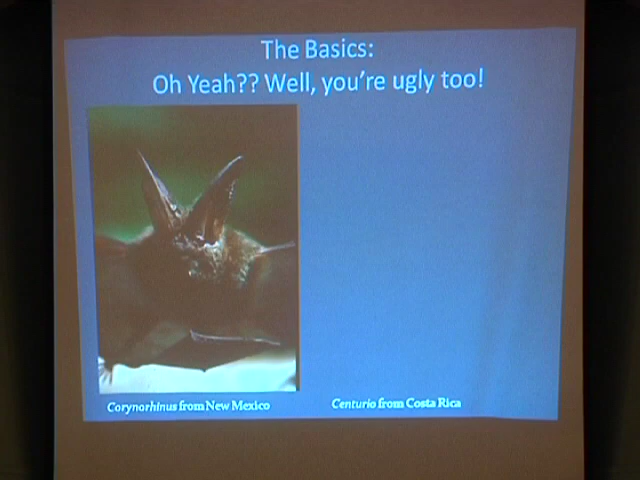 The Basics:
Oh Yeah?? Well, you're ugly too!
Corynorhinus from New Mexico
Centurio from Costa Rica